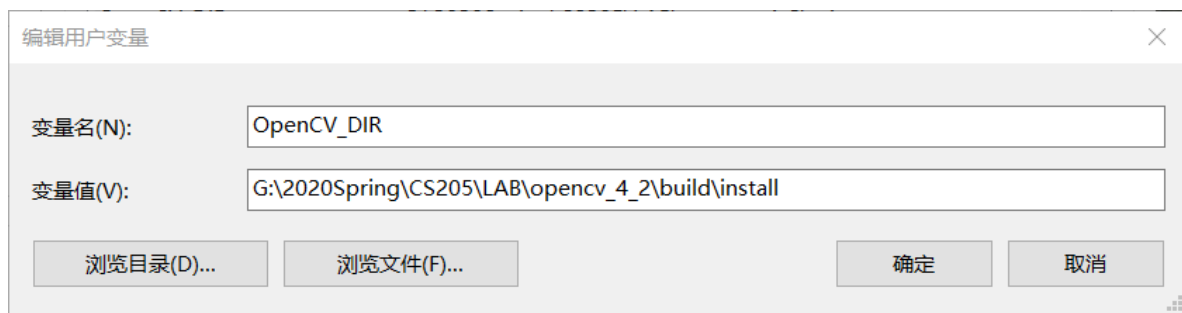 编辑用户变量
变量名(N): OpenCV_DIR
变量值(V): G:\2020Spring\CS205\LAB\opencv_4_2\build\install
浏览目录(D)... 浏览文件(F)... 确定 取消